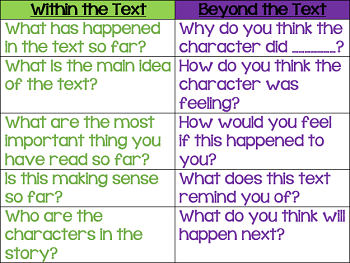 Within the Text
Beyond the Text
What has happened
in the text so far?
Why do you think the
character did ________?
What is the main idea
of the text?
How do you think the
character was
feeling?
What are the most
important thing you
have read so far?
How would you feel
if this happened to
you?
Is this making sense
so far?
What does this text
remind you of?
Who are the
characters in the
story?
What do you think will
happen next?